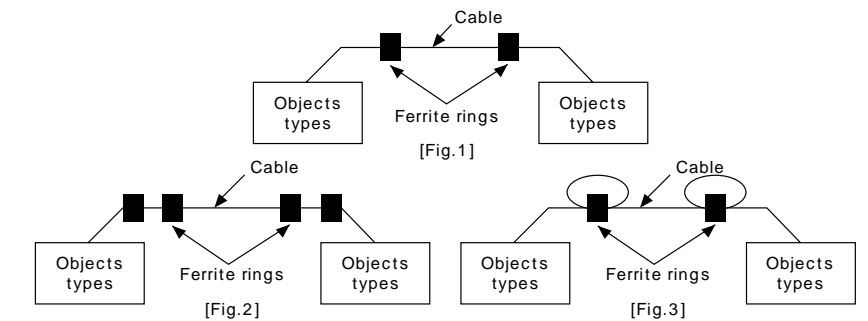 Cable
Objects
types
Objects
types
Ferrite rings
[Fig.1]
Cable
Objects
types
Objects
types
Ferrite rings
[Fig.2]
Cable
Objects
types
Objects
types
Ferrite rings
[Fig.3]